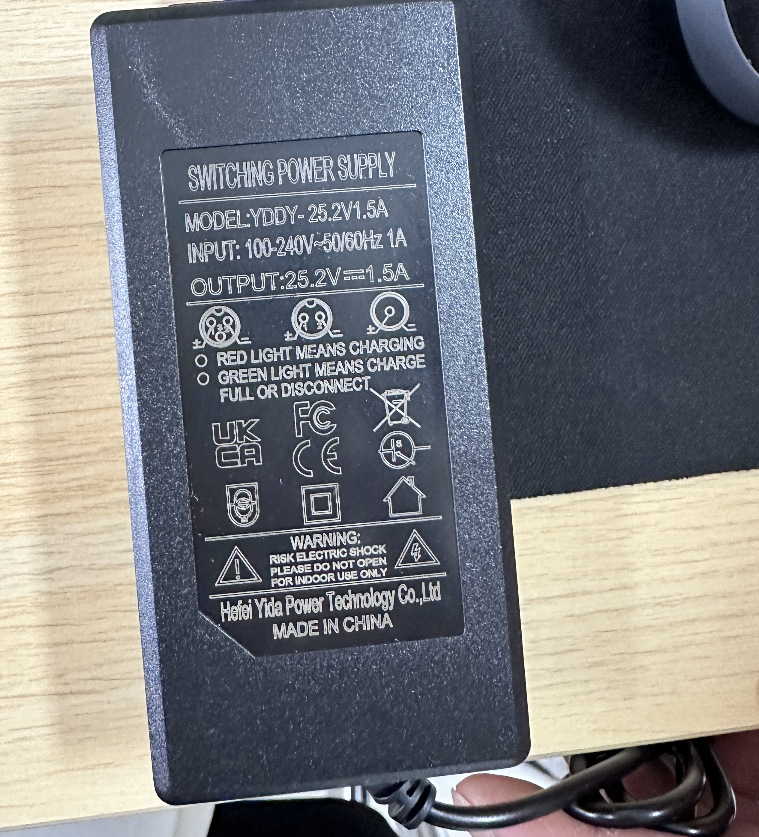 SWITCHING POWER SUPPLY
MODEL:YDDY- 25.2V1.5A
INPUT: 100-240V~50/60Hz 1A
OUTPUT:25.2V⎓1.5A
+ - + - + -
RED LIGHT MEANS CHARGING
GREEN LIGHT MEANS CHARGE
FULL OR DISCONNECT
UK
CA
FC
CE
WARNING:
RISK ELECTRIC SHOCK
PLEASE DO NOT OPEN
FOR INDOOR USE ONLY
Hefei Yida Power Technology Co.,Ltd
MADE IN CHINA